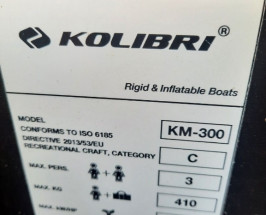 KOLIBRI®
Rigid & Inflatable Boats
MODEL KM-300
CONFORMS TO ISO 6185
DIRECTIVE 2013/53/EU
RECREATIONAL CRAFT, CATEGORY C
MAX. PERS. + 3
MAX. KG + 410